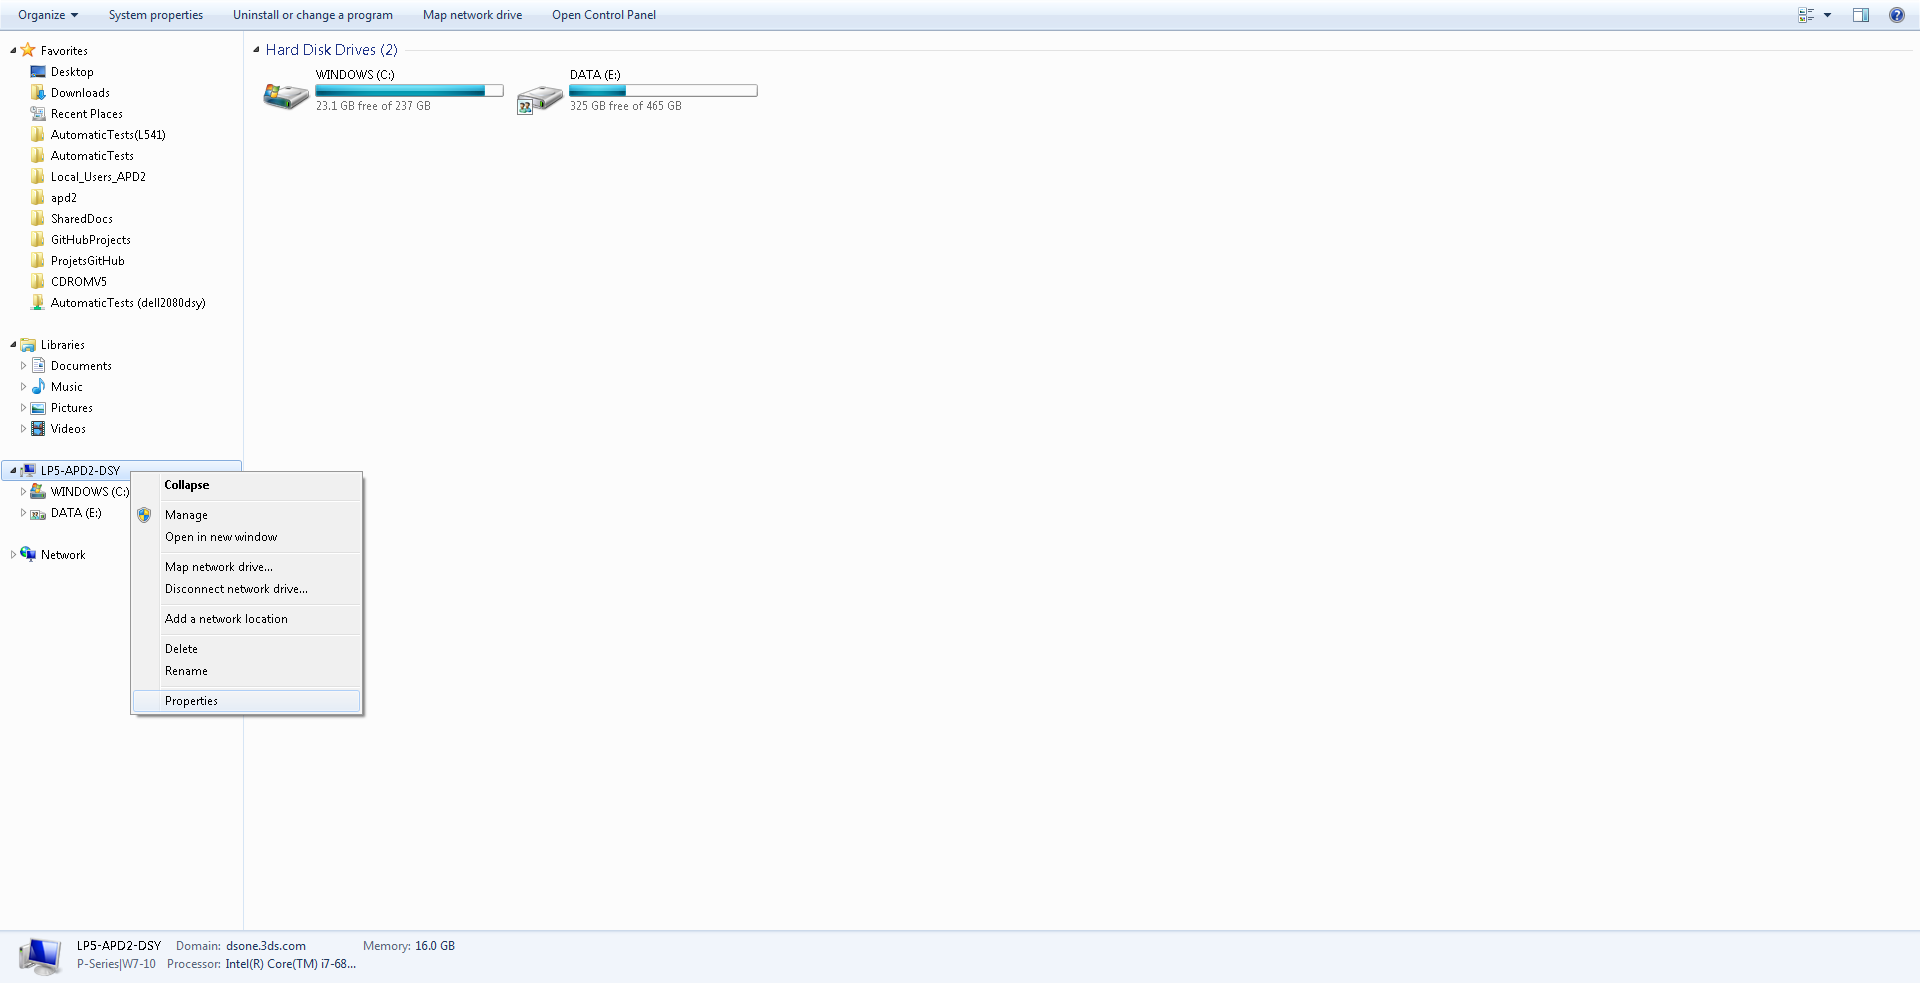 Organize System properties Uninstall or change a program Map network drive Open Control Panel
Favorites
Desktop
Downloads
Recent Places
AutomaticTests(L541)
AutomaticTests
Local_Users_APD2
apd2
SharedDocs
GitHubProjects
ProjetsGitHub
CDROMV5
AutomaticTests (dell2080dsy)
Libraries
Documents
Music
Pictures
Videos
LP5-APD2-DSY
WINDOWS (C:)
DATA (E:)
Network
Hard Disk Drives (2)
WINDOWS (C:)
23.1 GB free of 237 GB
DATA (E:)
325 GB free of 465 GB
Collapse
Manage
Open in new window
Map network drive...
Disconnect network drive...
Add a network location
Delete
Rename
Properties
LP5-APD2-DSY Domain: dsone.3ds.com Memory: 16.0 GB
P-Series|W7-10 Processor: Intel(R) Core(TM) i7-68...